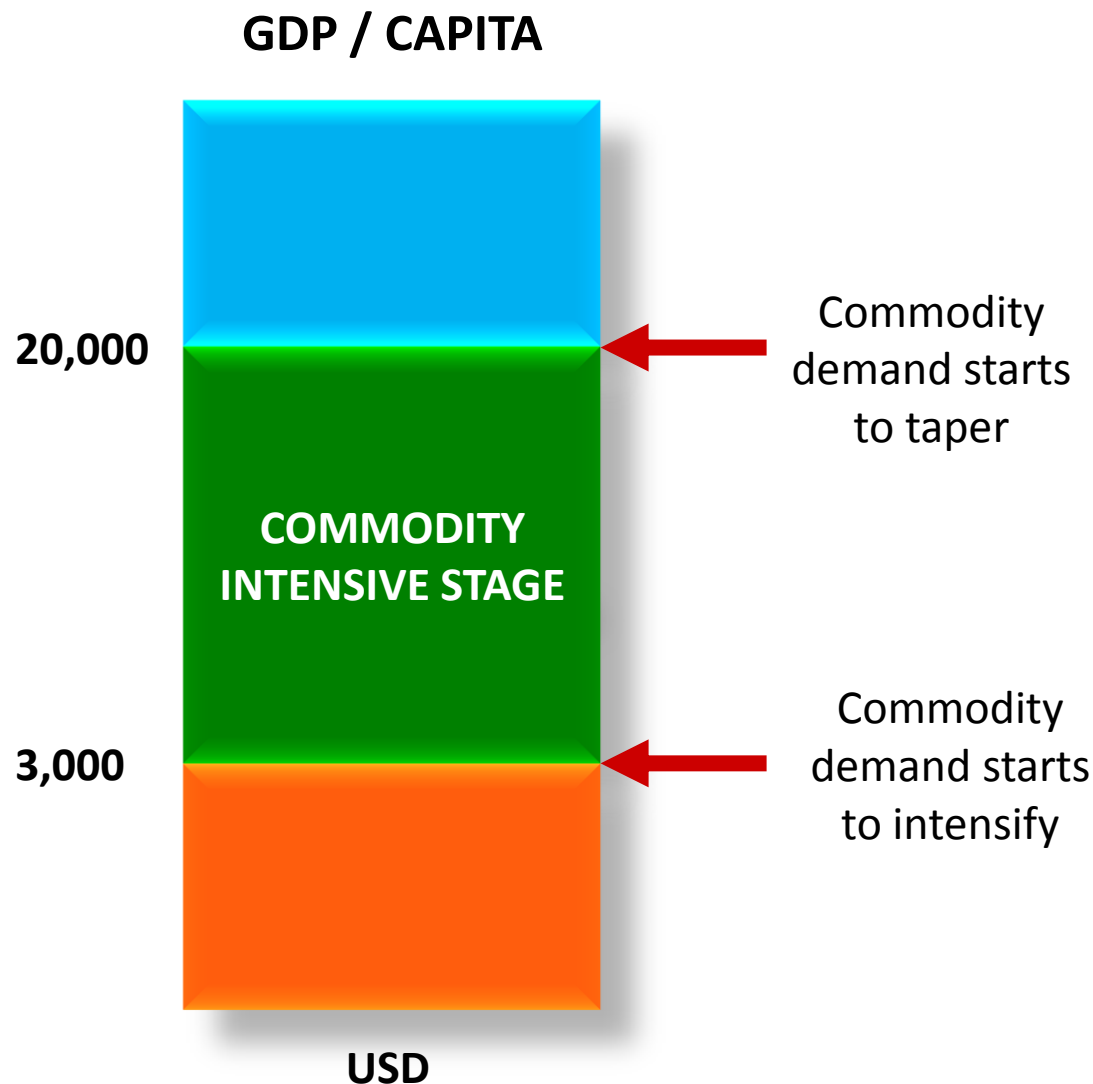 GDP / CAPITA
20,000
Commodity
demand starts
to taper
COMMODITY
INTENSIVE STAGE
3,000
Commodity
demand starts
to intensify
USD